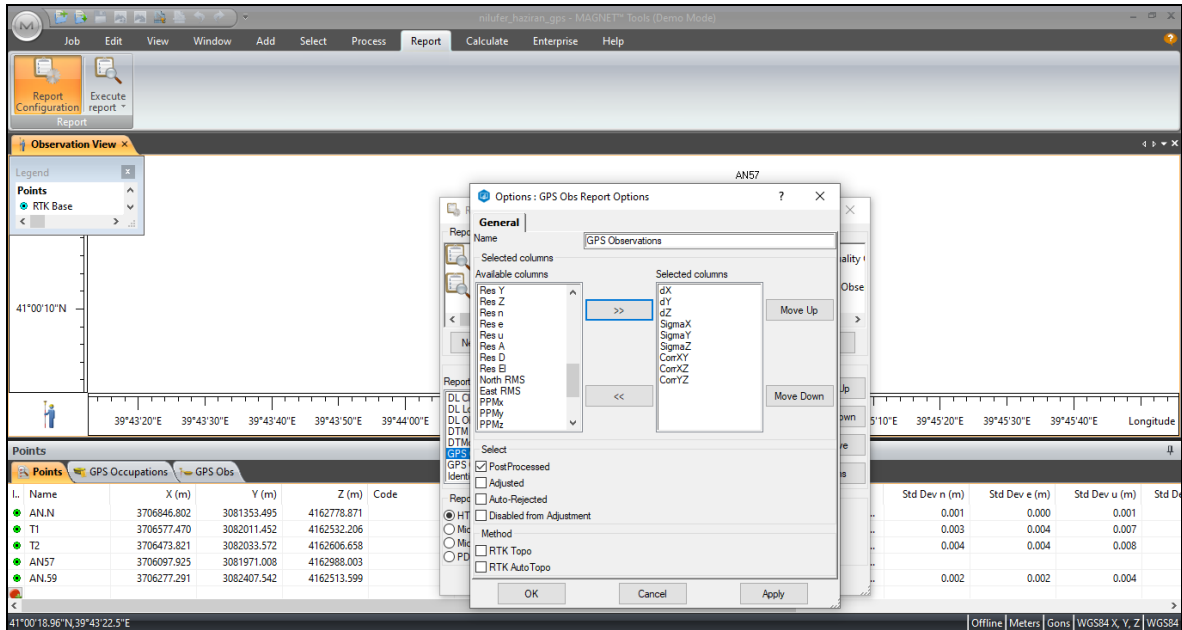 nilufer_haziran_gps - MAGNET™ Tools (Demo Mode)
Job Edit View Window Add Select Process Report Calculate Enterprise Help
Report Configuration
Execute report
Report
Observation View
Legend
Points
RTK Base
AN57
41°00'10"N
39°43'20"E 39°43'30"E 39°43'40"E 39°43'50"E 39°44'00"E 5'10"E 39°45'20"E 39°45'30"E 39°45'40"E Longitude
Options : GPS Obs Report Options
General
Name GPS Observations
Selected columns
Available columns
Res Y
Res Z
Res n
Res e
Res u
Res A
Res D
Res El
North RMS
East RMS
PPMx
PPMy
PPMz
>>
<<
Selected columns
dX
dY
dZ
SigmaX
SigmaY
SigmaZ
CorrXY
CorrXZ
CorrYZ
Move Up
Move Down
Select
PostProcessed
Adjusted
Auto-Rejected
Disabled from Adjustment
Method
RTK Topo
RTK AutoTopo
OK Cancel Apply
Points
Points GPS Occupations GPS Obs
I.. Name X (m) Y (m) Z (m) Code Std Dev n (m) Std Dev e (m) Std Dev u (m) Std De
AN.N 3706846.802 3081353.495 4162778.871 0.001 0.000 0.001
T1 3706577.470 3082011.452 4162532.206 0.003 0.004 0.007
T2 3706473.821 3082033.572 4162606.658 0.004 0.004 0.008
AN57 3706097.925 3081971.008 4162988.003
AN.59 3706277.291 3082407.542 4162513.599 0.002 0.002 0.004
41°00'18.96"N,39°43'22.5"E Offline Meters Gons WGS84 X, Y, Z WGS84